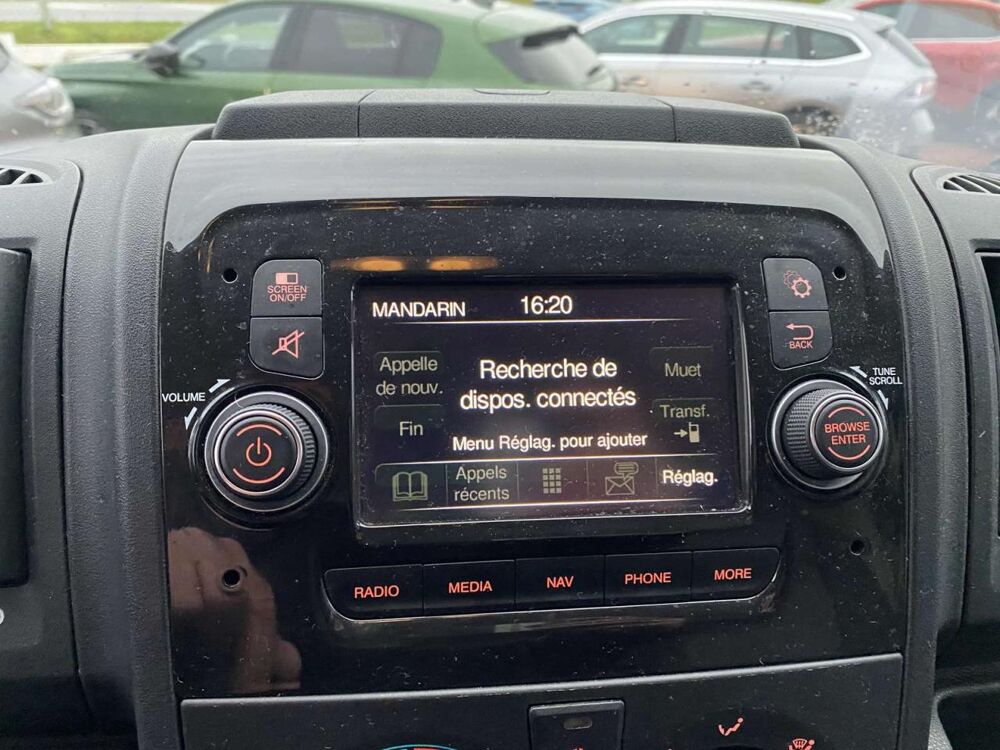 SCREEN
ON/OFF
MANDARIN 16:20
Appelle
de nouv.
Recherche de
dispos. connectés
Muet
Fin
Menu Réglag. pour ajouter
Transf.
Appels
récents
Réglag.
BACK
VOLUME
TUNE
SCROLL
BROWSE
ENTER
RADIO MEDIA NAV PHONE MORE